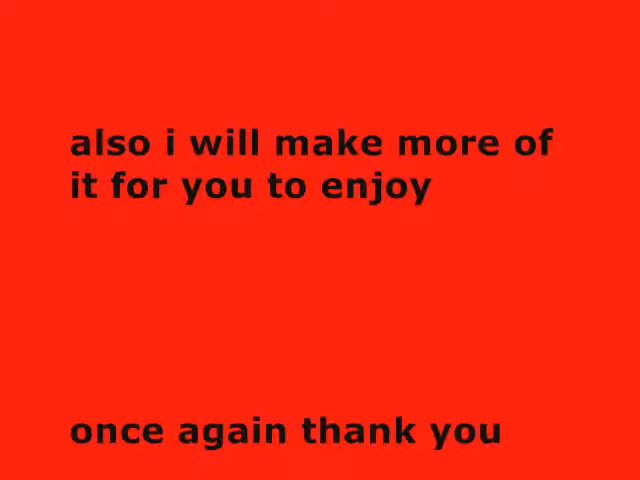 also i will make more of
it for you to enjoy
once again thank you